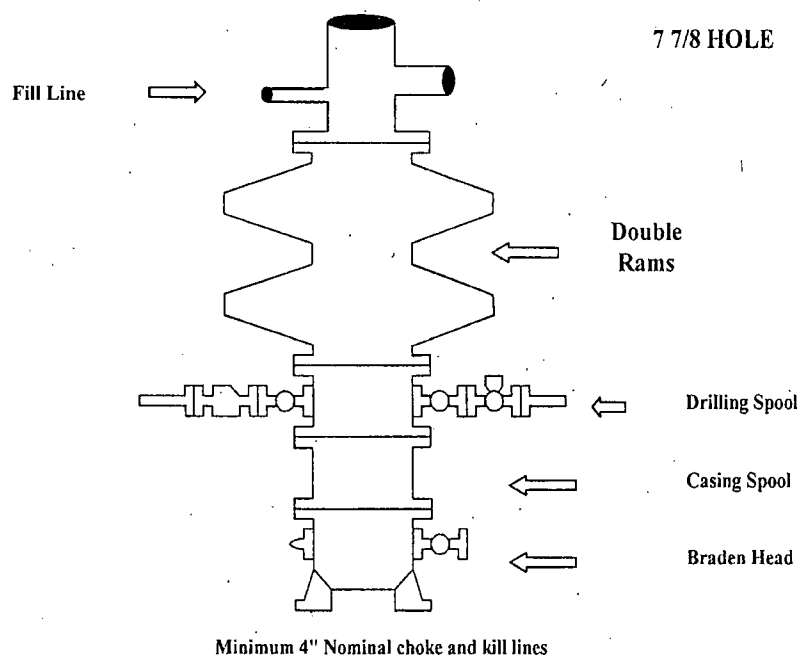 7 7/8 HOLE
Fill Line
Double
Rams
Drilling Spool
Casing Spool
Braden Head
Minimum 4" Nominal choke and kill lines